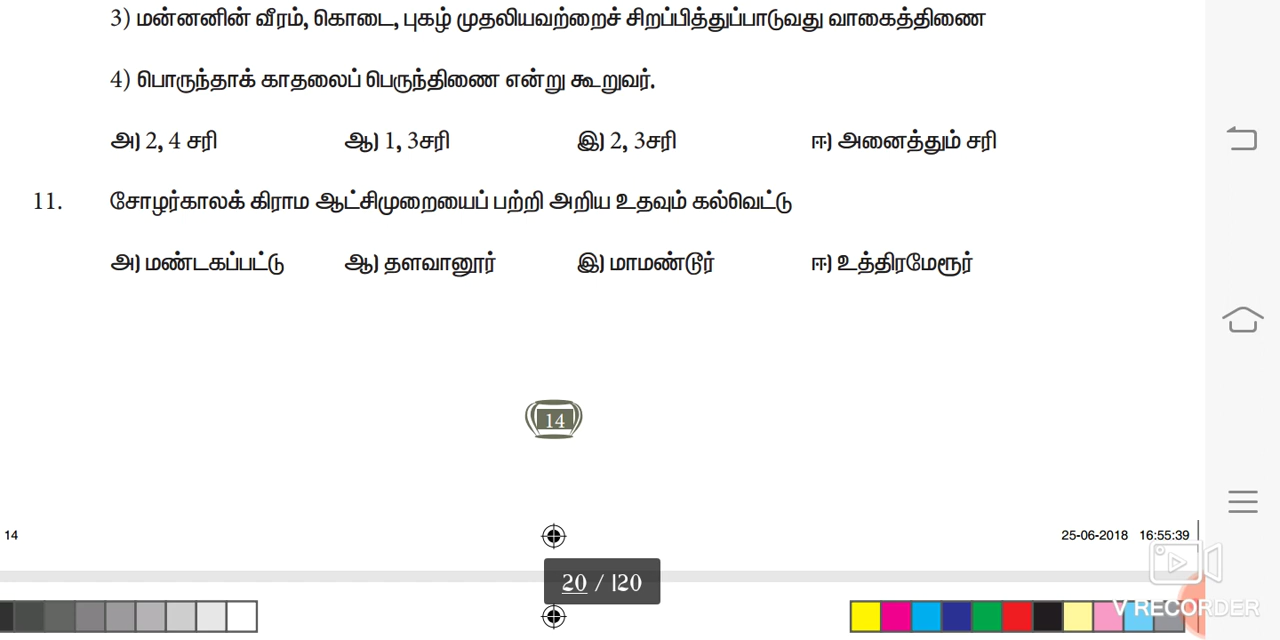 3) மன்னனின் வீரம், கொடை, புகழ் முதலியவற்றைச் சிறப்பித்துப்பாடுவது வாகைத்திணை
4) பொருந்தாக் காதலைப் பெருந்திணை என்று கூறுவர்.
அ) 2, 4 சரி ஆ) 1, 3சரி இ) 2, 3சரி ஈ) அனைத்தும் சரி
11. சோழர்காலக் கிராம ஆட்சிமுறையைப் பற்றி அறிய உதவும் கல்வெட்டு
அ) மண்டகப்பட்டு ஆ) தளவானூர் இ) மாமண்டூர் ஈ) உத்திரமேரூர்
14
14 25-06-2018 16:55:39
20 / 120
V RECORDER